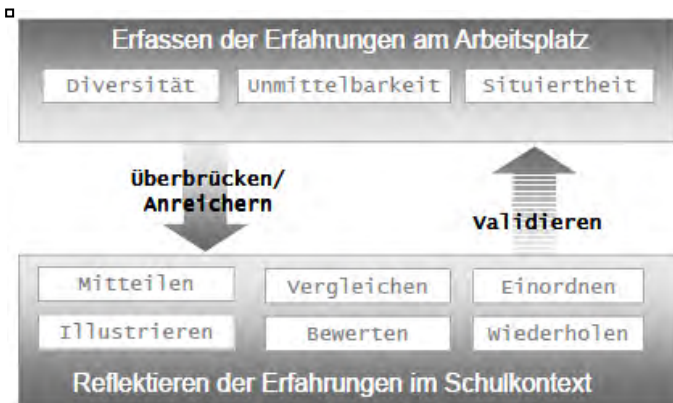 Erfassen der Erfahrungen am Arbeitsplatz
Diversität Unmittelbarkeit Situiertheit
Überbrücken/
Anreichern
Validieren
Mitteilen Vergleichen Einordnen
Illustrieren Bewerten Wiederholen
Reflektieren der Erfahrungen im Schulkontext